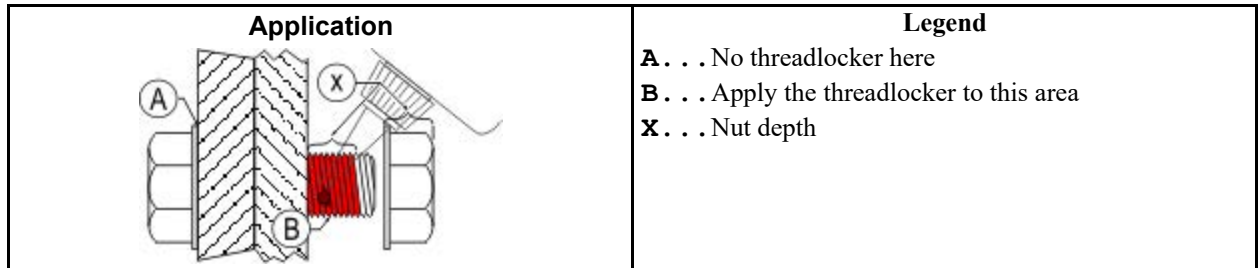 Application
A
X
B
Legend
A...No threadlocker here
B...Apply the threadlocker to this area
X...Nut depth